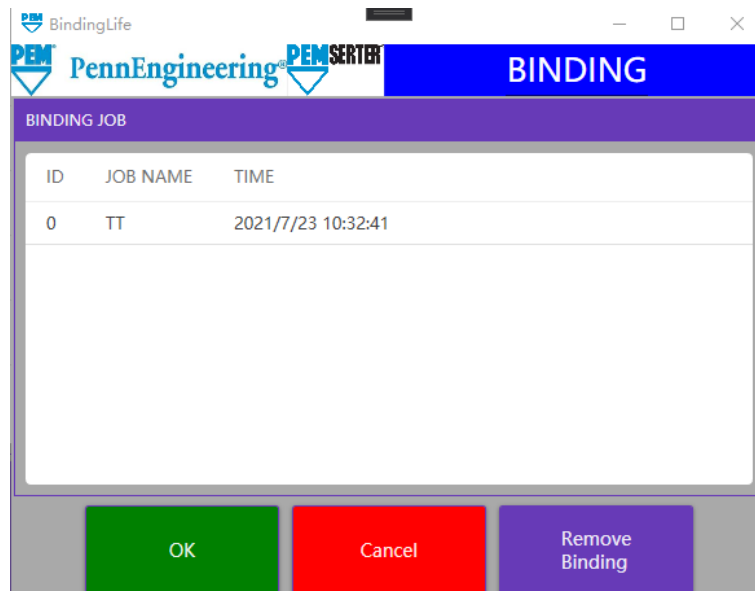 PEM BindingLife
PEM PennEngineering® PEMSERTER® BINDING
BINDING JOB
ID JOB NAME TIME
0 TT 2021/7/23 10:32:41
OK Cancel Remove
Binding